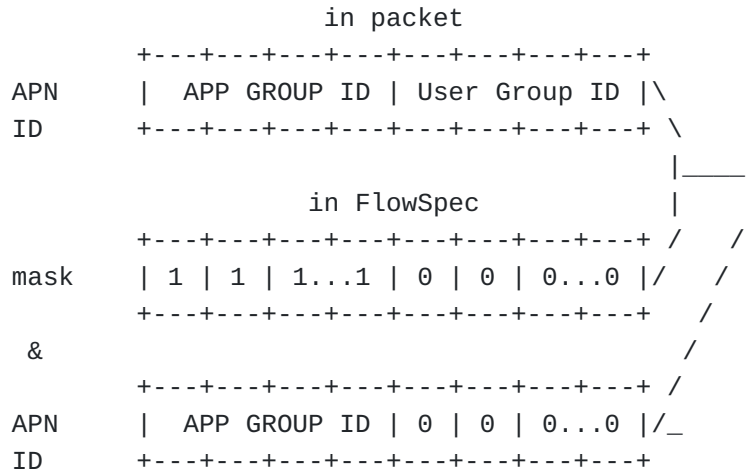 in packet
+---+---+---+---+---+---+---+---+
APN | APP GROUP ID | User Group ID |\
ID +---+---+---+---+---+---+---+---+ \
|____
in FlowSpec |
+---+---+---+---+---+---+---+---+ / /
mask | 1 | 1 | 1...1 | 0 | 0 | 0...0 |/ /
+---+---+---+---+---+---+---+---+ /
& /
+---+---+---+---+---+---+---+---+ /
APN | APP GROUP ID | 0 | 0 | 0...0 |/_
ID +---+---+---+---+---+---+---+---+